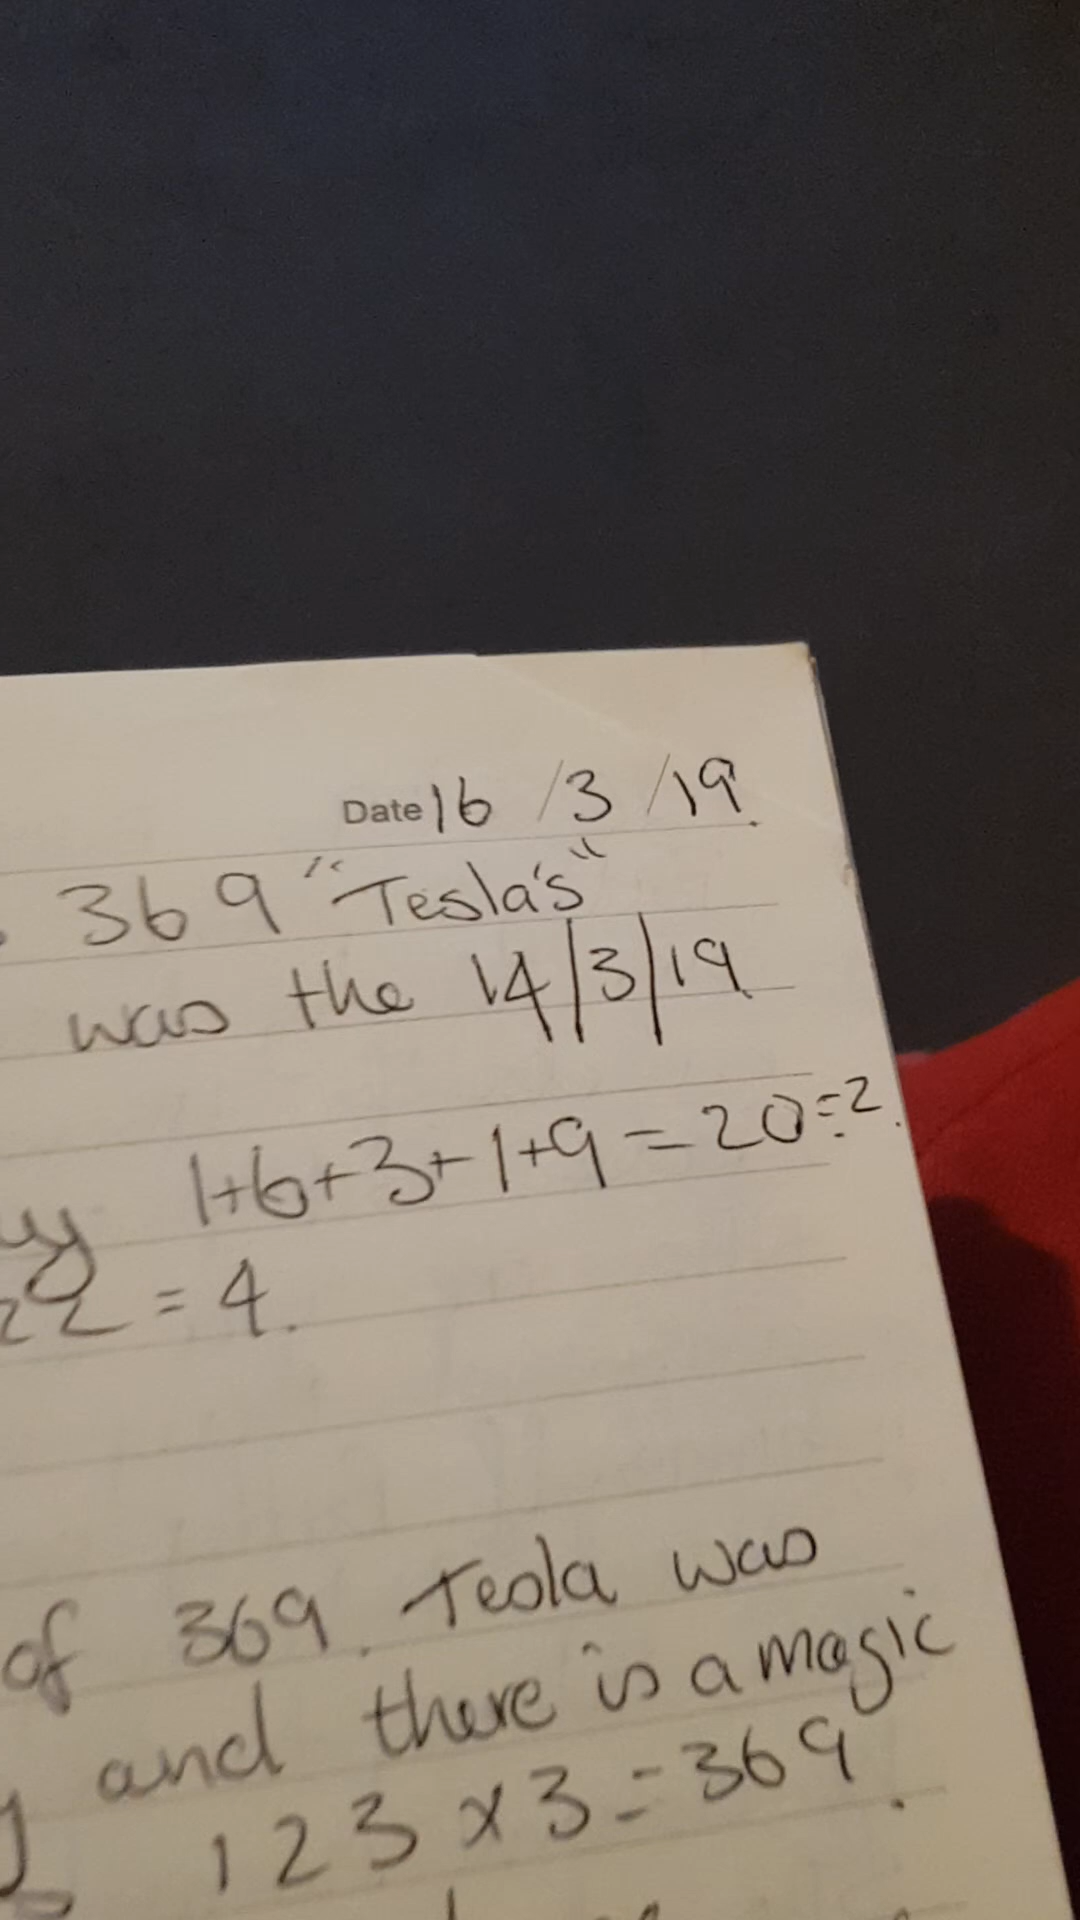 Date 16 / 3 / 19.
369 "Tesla's"
was the 14/3/19
1+6+3+1+9 = 20 = 2.
22 = 4.
of 369. Tesla was
and there is a magic
123 x 3 = 369.